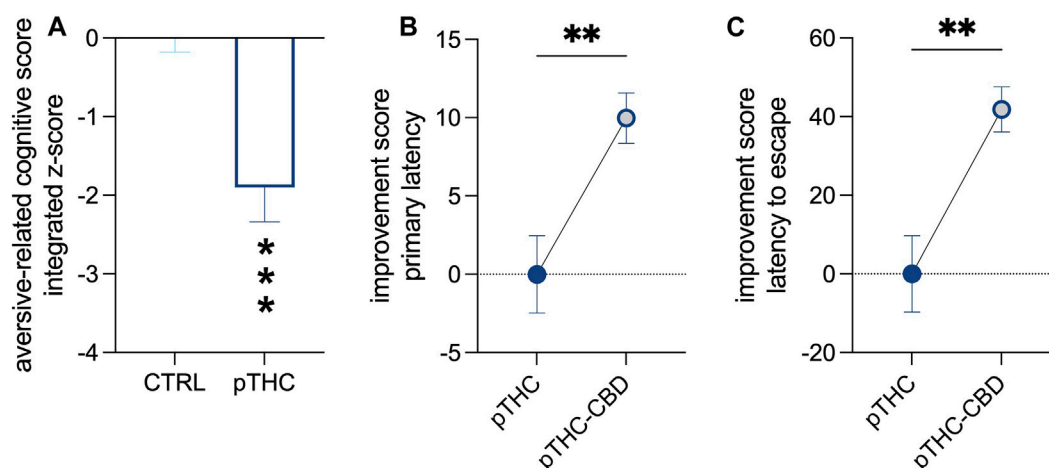 A
aversive-related cognitive score
integrated z-score
0
-1
-2
-3
-4
***
CTRL
pTHC
B
improvement score
primary latency
15
10
5
0
-5
**
pTHC
pTHC-CBD
C
improvement score
latency to escape
60
40
20
0
-20
**
pTHC
pTHC-CBD